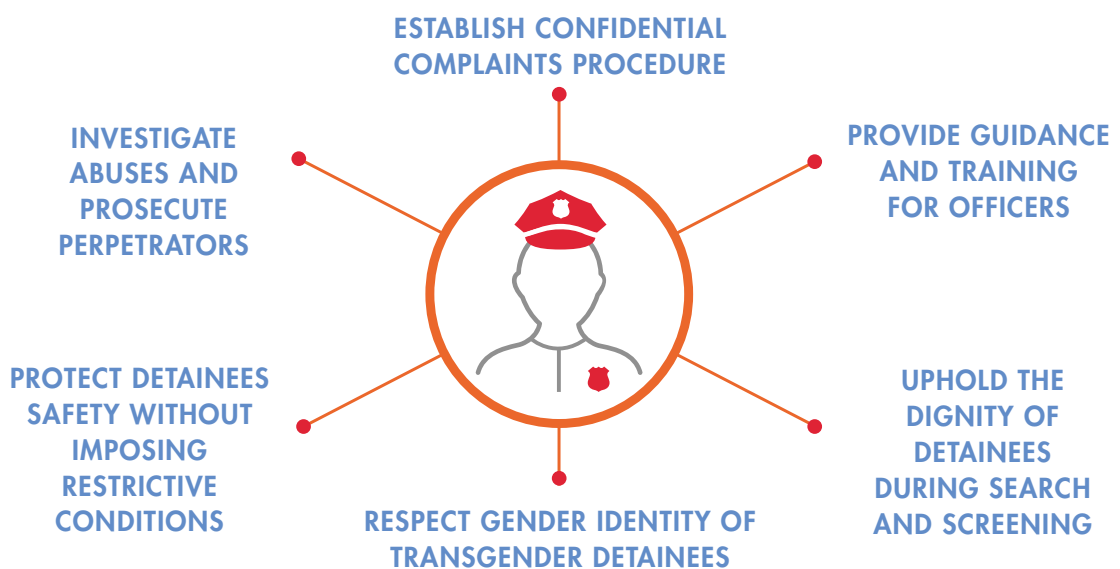 ESTABLISH CONFIDENTIAL
COMPLAINTS PROCEDURE
PROVIDE GUIDANCE
AND TRAINING
FOR OFFICERS
UPHOLD THE
DIGNITY OF
DETAINEES
DURING SEARCH
AND SCREENING
RESPECT GENDER IDENTITY OF
TRANSGENDER DETAINEES
PROTECT DETAINEES
SAFETY WITHOUT
IMPOSING
RESTRICTIVE
CONDITIONS
INVESTIGATE
ABUSES AND
PROSECUTE
PERPETRATORS